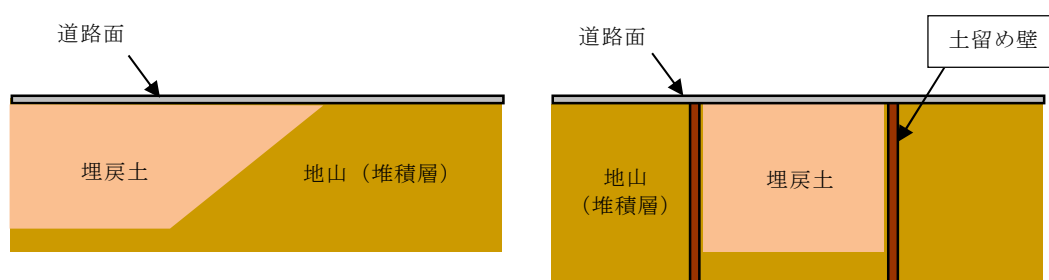 道路面
埋戻土
地山（堆積層）
道路面
土留め壁
地山
（堆積層）
埋戻土